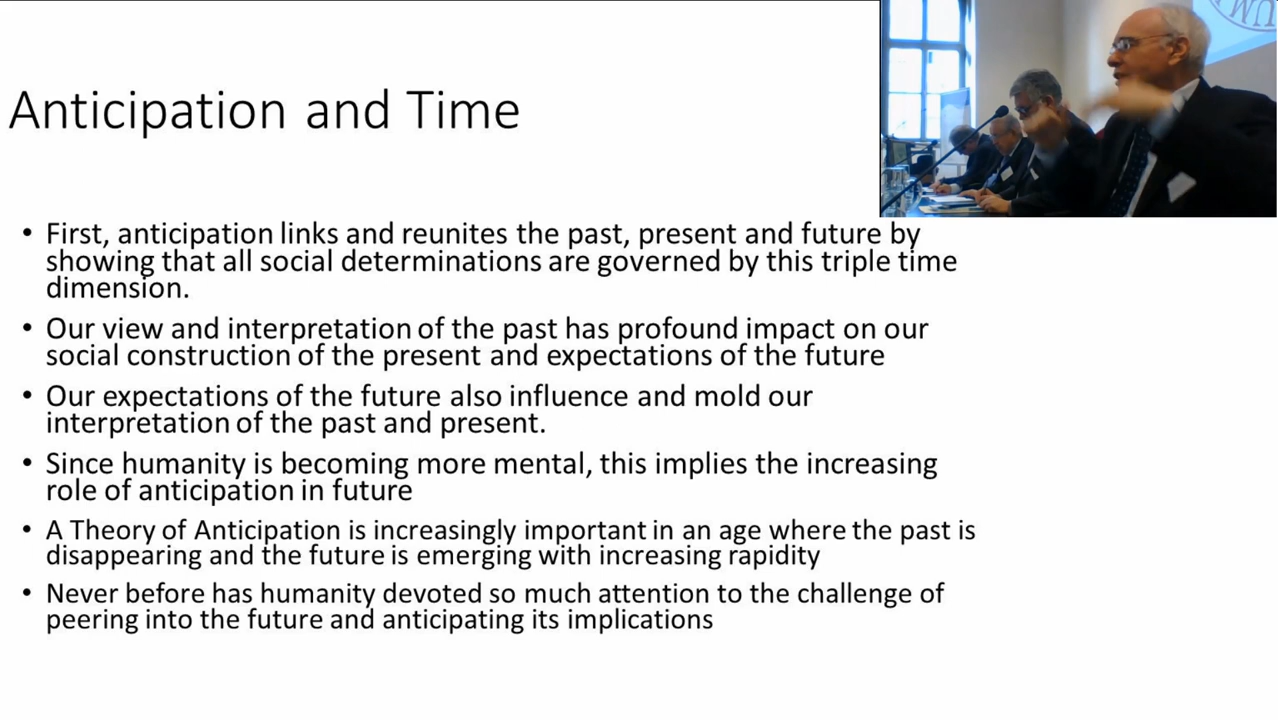 Anticipation and Time
• First, anticipation links and reunites the past, present and future by
showing that all social determinations are governed by this triple time
dimension.
• Our view and interpretation of the past has profound impact on our
social construction of the present and expectations of the future
• Our expectations of the future also influence and mold our
interpretation of the past and present.
• Since humanity is becoming more mental, this implies the increasing
role of anticipation in future
• A Theory of Anticipation is increasingly important in an age where the past is
disappearing and the future is emerging with increasing rapidity
• Never before has humanity devoted so much attention to the challenge of
peering into the future and anticipating its implications